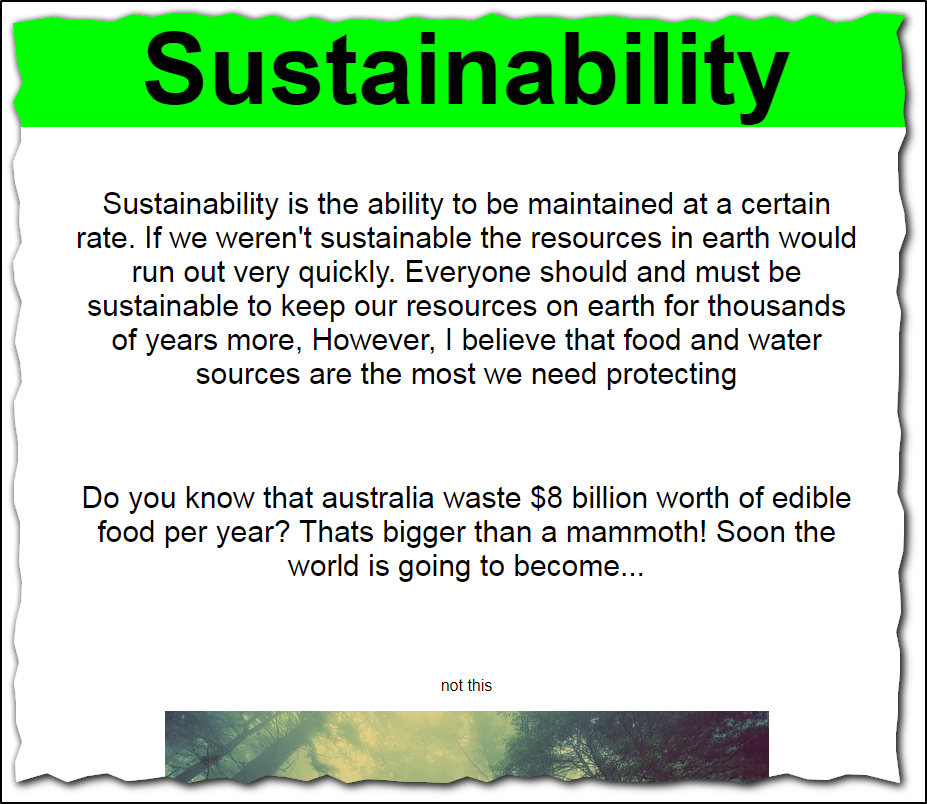 Sustainability
Sustainability is the ability to be maintained at a certain
rate. If we weren't sustainable the resources in earth would
run out very quickly. Everyone should and must be
sustainable to keep our resources on earth for thousands
of years more, However, I believe that food and water
sources are the most we need protecting
Do you know that australia waste $8 billion worth of edible
food per year? Thats bigger than a mammoth! Soon the
world is going to become...
not this